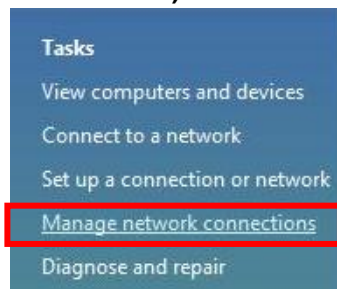 Tasks
View computers and devices
Connect to a network
Set up a connection or network
Manage network connections
Diagnose and repair